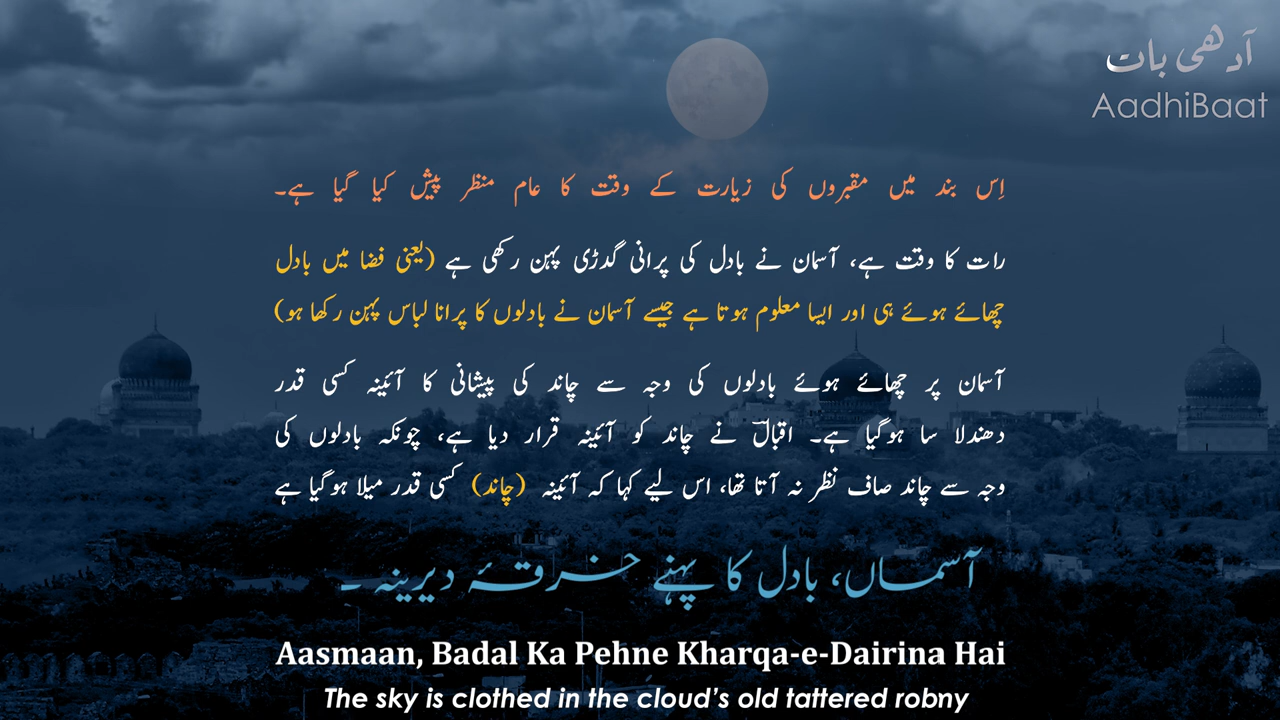 آدھی بات
AadhiBaat
اِس بند میں مقبروں کی زیارت کے وقت کا عام منظر پیش کیا گیا ہے۔
رات کا وقت ہے، آسمان نے بادل کی پرانی گدڑی پہن رکھی ہے (یعنی فضا میں بادل
چھائے ہوئے ہی اور ایسا معلوم ہوتا ہے جیسے آسمان نے بادلوں کا پرانا لباس پہن رکھا ہو)
آسمان پر چھائے ہوئے بادلوں کی وجہ سے چاند کی پیشانی کا آئینہ کسی قدر
دھندلا سا ہوگیا ہے۔ اقبالؔ نے چاند کو آئینہ قرار دیا ہے، چونکہ بادلوں کی
وجہ سے چاند صاف نظر نہ آتا تھا، اس لیے کہا کہ آئینہ (چاند) کسی قدر میلا ہوگیا ہے
آسماں، بادل کا پہنے خرقۂ دیرینہ ۔
Aasmaan, Badal Ka Pehne Kharqa-e-Dairina Hai
The sky is clothed in the cloud’s old tattered robny